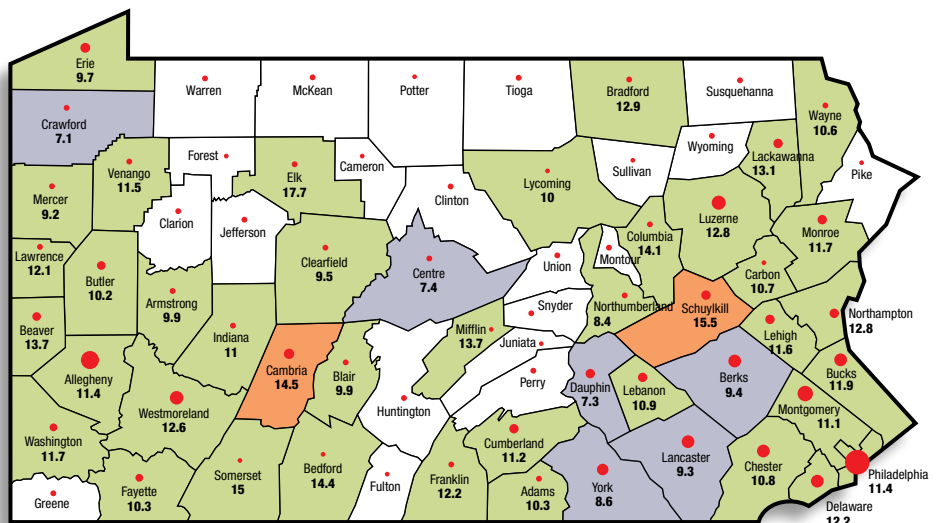 Erie
9.7
Crawford
7.1
Warren
McKean
Potter
Tioga
Bradford
12.9
Susquehanna
Wayne
10.6
Wyoming
Lackawanna
13.1
Pike
Forest
Venango
11.5
Elk
17.7
Cameron
Sullivan
Mercer
9.2
Clarion
Jefferson
Clinton
Lycoming
10
Luzerne
12.8
Monroe
11.7
Lawrence
12.1
Butler
10.2
Clearfield
9.5
Centre
7.4
Union
Montour
Columbia
14.1
Carbon
10.7
Armstrong
9.9
Snyder
Northumberland
8.4
Schuylkill
15.5
Northampton
12.8
Beaver
13.7
Indiana
11
Mifflin
13.7
Juniata
Lehigh
11.6
Allegheny
11.4
Cambria
14.5
Blair
9.9
Perry
Dauphin
7.3
Lebanon
10.9
Berks
9.4
Bucks
11.9
Westmoreland
12.6
Huntington
Montgomery
11.1
Washington
11.7
Cumberland
11.2
Lancaster
9.3
Greene
Fayette
10.3
Somerset
15
Bedford
14.4
Fulton
Franklin
12.2
Adams
10.3
York
8.6
Chester
10.8
Philadelphia
11.4
Delaware
12.2